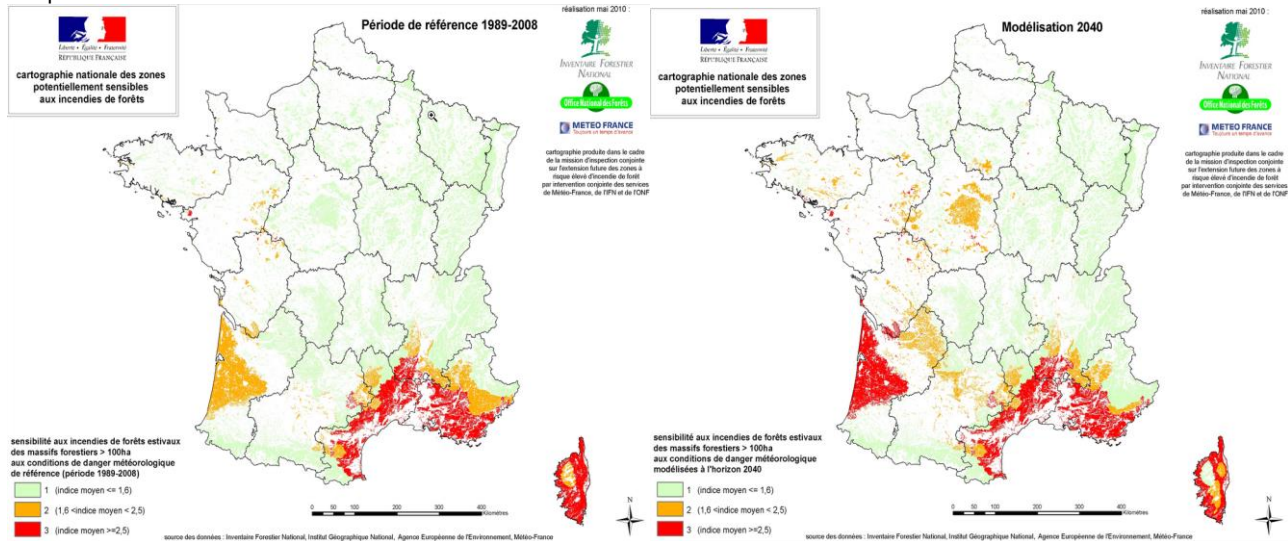 Liberté • Égalité • Fraternité
RÉPUBLIQUE FRANÇAISE
cartographie nationale des zones
potentiellement sensibles
aux incendies de forêts
Période de référence 1989-2008
réalisation mai 2010 :
INVENTAIRE FORESTIER
NATIONAL
Office National des Forêts
METEO FRANCE
Toujours un temps d'avance
cartographie produite dans le cadre
de la mission d'inspection conjointe
sur l'extension future des zones à
risque élevé d'incendie de forêt
par intervention conjointe des services
de Météo-France, de l'IFN et de l'ONF
sensibilité aux incendies de forêts estivaux
des massifs forestiers > 100ha
aux conditions de danger météorologique
de référence (période 1989-2008)
1 (indice moyen <= 1,6)
2 (1,6 <indice moyen < 2,5)
3 (indice moyen >=2,5)
0 50 100 200 300 400
Kilomètres
N
source des données : Inventaire Forestier National, Institut Géographique National, Agence Européenne de l'Environnement, Météo-France
Liberté • Égalité • Fraternité
RÉPUBLIQUE FRANÇAISE
cartographie nationale des zones
potentiellement sensibles
aux incendies de forêts
Modélisation 2040
réalisation mai 2010 :
INVENTAIRE FORESTIER
NATIONAL
Office National des Forêts
METEO FRANCE
Toujours un temps d'avance
cartographie produite dans le cadre
de la mission d'inspection conjointe
sur l'extension future des zones à
risque élevé d'incendie de forêt
par intervention conjointe des services
de Météo-France, de l'IFN et de l'ONF
sensibilité aux incendies de forêts estivaux
des massifs forestiers > 100ha
aux conditions de danger météorologique
modélisées à l'horizon 2040
1 (indice moyen <= 1,6)
2 (1,6 <indice moyen < 2,5)
3 (indice moyen >=2,5)
0 50 100 200 300 400
Kilomètres
N
source des données : Inventaire Forestier National, Institut Géographique National, Agence Européenne de l'Environnement, Météo-France